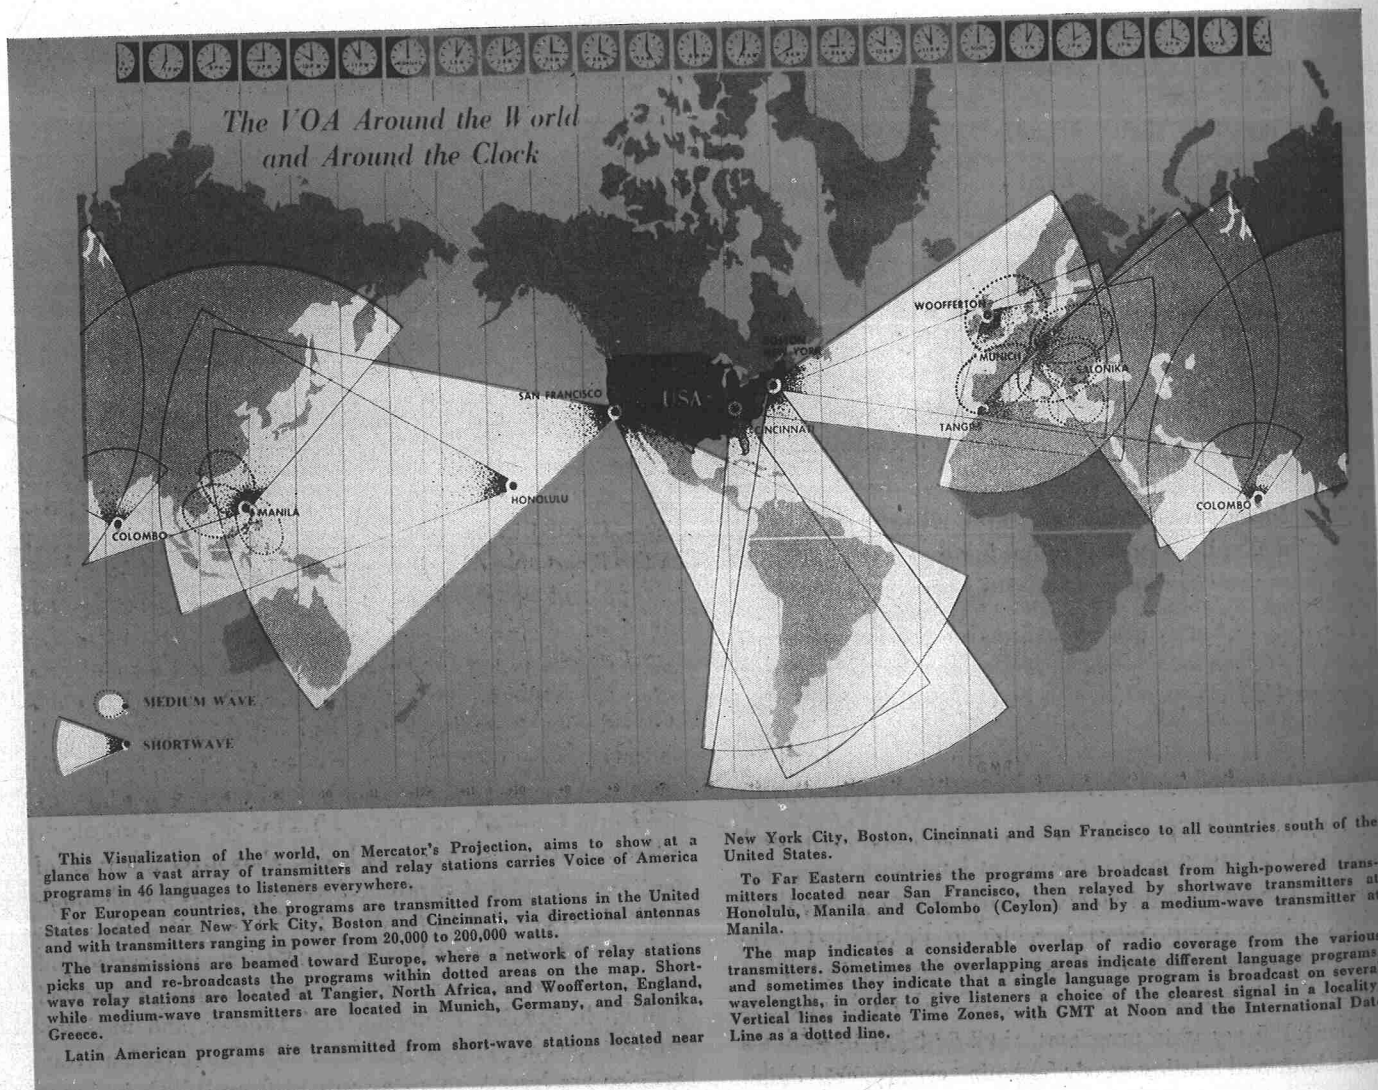 The VOA Around the World
and Around the Clock
WOOFFERTON
BOSTON
NEW YORK
MUNICH
SALONIKA
SAN FRANCISCO
USA
CINCINNATI
TANGIER
HONOLULU
MANILA
COLOMBO
COLOMBO
MEDIUM WAVE
SHORTWAVE
GMT
This Visualization of the world, on Mercator's Projection, aims to show at a
glance how a vast array of transmitters and relay stations carries Voice of America
programs in 46 languages to listeners everywhere.
For European countries, the programs are transmitted from stations in the United
States located near New York City, Boston and Cincinnati, via directional antennas
and with transmitters ranging in power from 20,000 to 200,000 watts.
The transmissions are beamed toward Europe, where a network of relay stations
picks up and re-broadcasts the programs within dotted areas on the map. Short-
wave relay stations are located at Tangier, North Africa, and Woofferton, England,
while medium-wave transmitters are located in Munich, Germany, and Salonika,
Greece.
Latin American programs are transmitted from short-wave stations located near
New York City, Boston, Cincinnati and San Francisco to all countries south of the
United States.
To Far Eastern countries the programs are broadcast from high-powered trans-
mitters located near San Francisco, then relayed by shortwave transmitters at
Honolulu, Manila and Colombo (Ceylon) and by a medium-wave transmitter at
Manila.
The map indicates a considerable overlap of radio coverage from the various
transmitters. Sometimes the overlapping areas indicate different language programs
and sometimes they indicate that a single language program is broadcast on several
wavelengths, in order to give listeners a choice of the clearest signal in a locality.
Vertical lines indicate Time Zones, with GMT at Noon and the International Dat
Line as a dotted line.